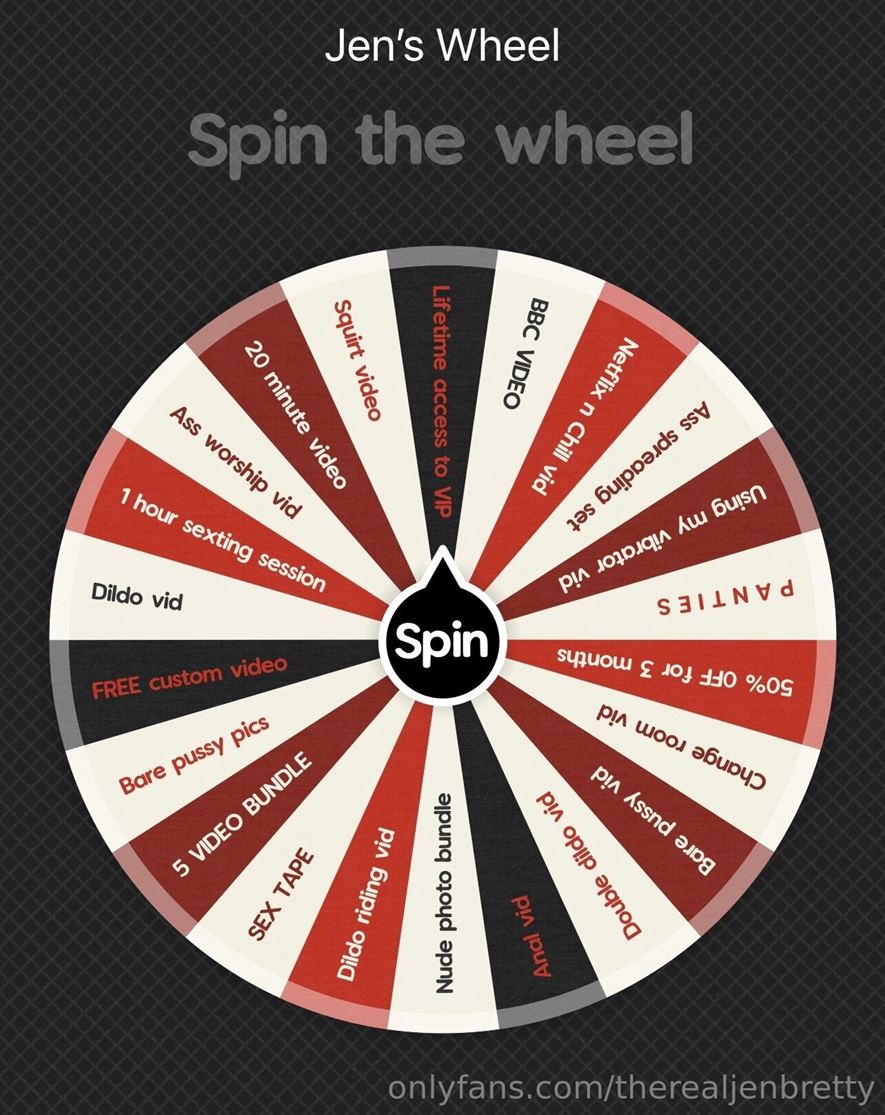 Jen's Wheel
Spin the wheel
Lifetime access to VIP
BBC VIDEO
Netflix n Chill vid
Ass spreading set
Using my vibrator vid
PANTIES
50% OFF for 3 months
Change room vid
Bare pussy vid
Double dildo vid
Anal vid
Nude photo bundle
Dildo riding vid
SEX TAPE
5 VIDEO BUNDLE
Bare pussy pics
FREE custom video
Dildo vid
1 hour sexting session
Ass worship vid
20 minute video
Squirt video
Spin
onlyfans.com/therealjenbretty